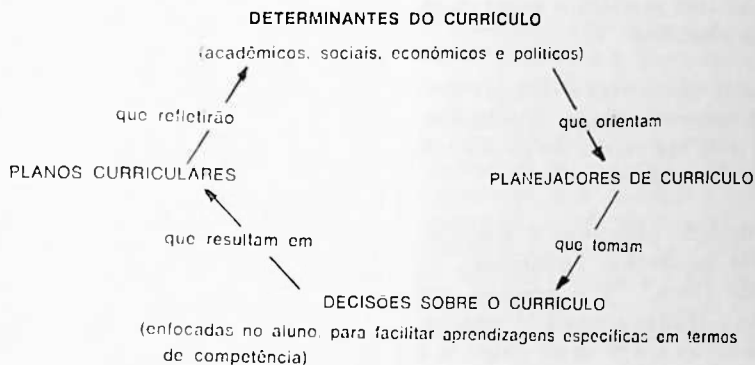 DETERMINANTES DO CURRÍCULO
(acadêmicos, sociais, econômicos e políticos)
que refletirão
que orientam
PLANOS CURRICULARES
PLANEJADORES DE CURRÍCULO
que resultam em
que tomam
DECISÕES SOBRE O CURRÍCULO
(enfocadas no aluno, para facilitar aprendizagens específicas em termos
de competência)